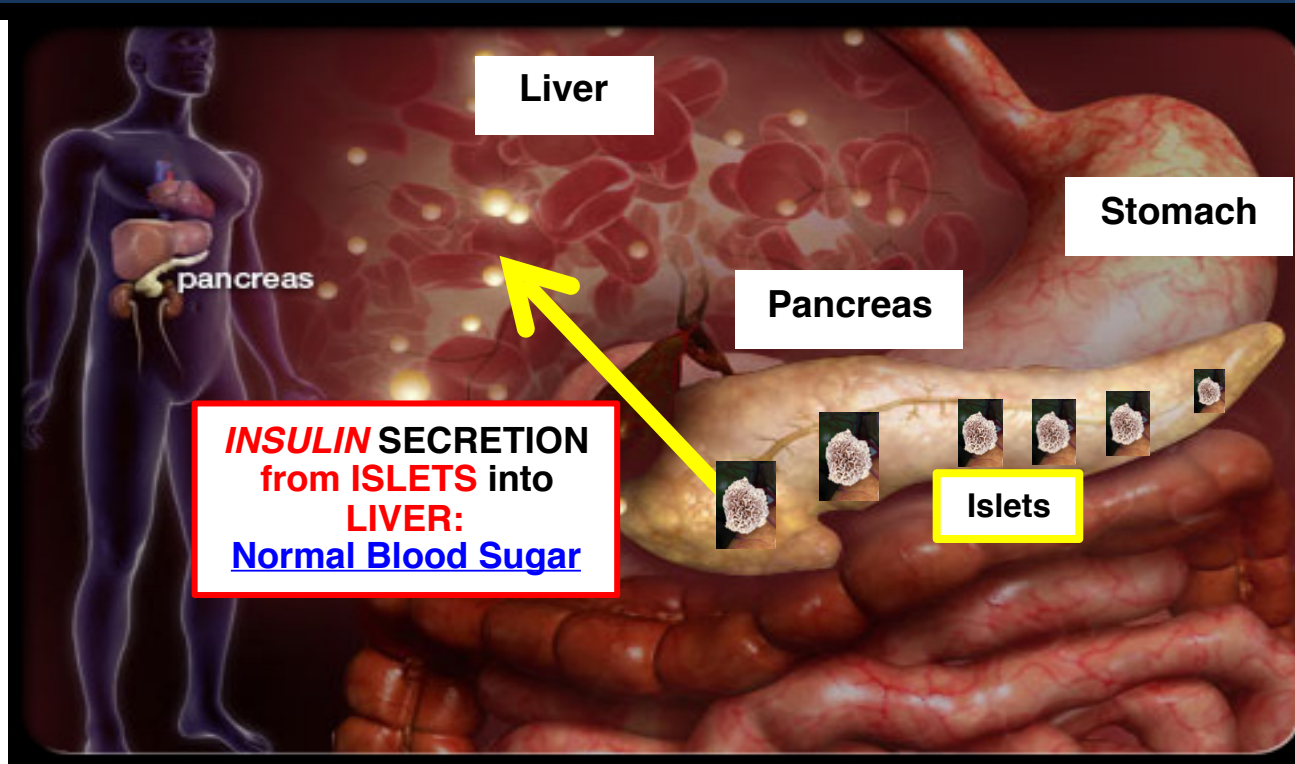 Liver
Stomach
pancreas
Pancreas
INSULIN SECRETION
from ISLETS into
LIVER:
Normal Blood Sugar
Islets